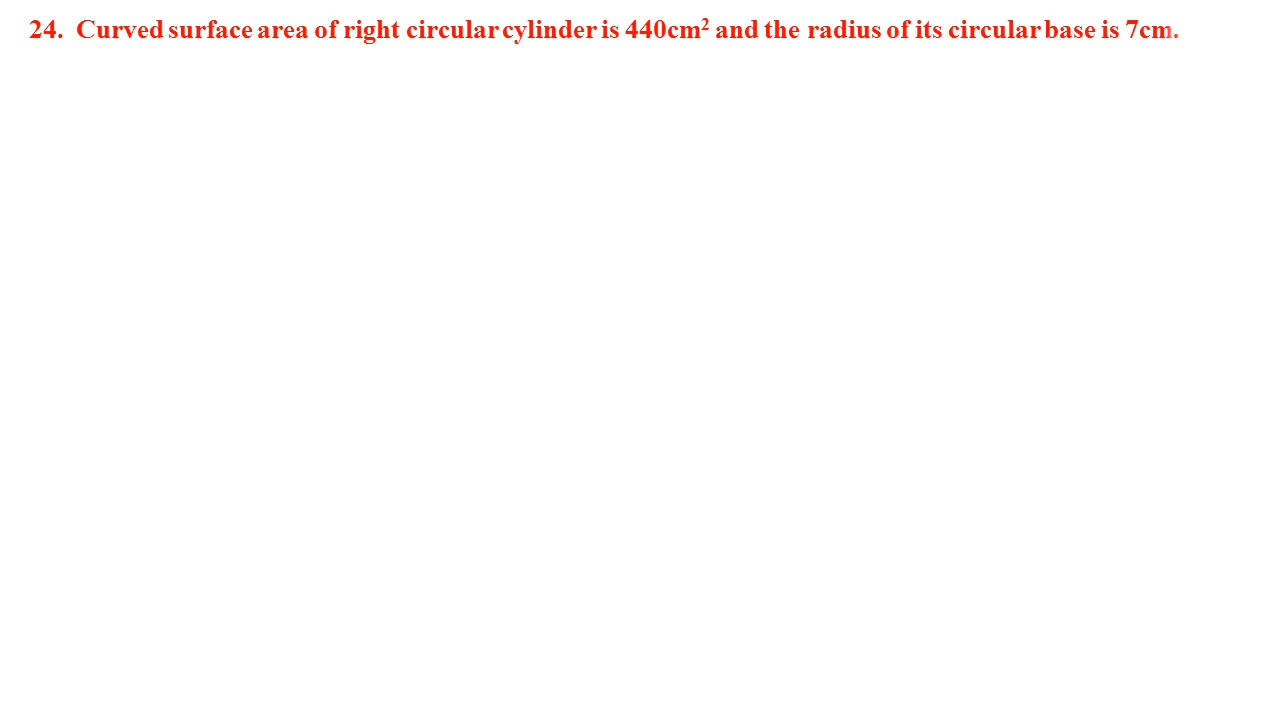 24. Curved surface area of right circular cylinder is 440cm² and the radius of its circular base is 7cm.